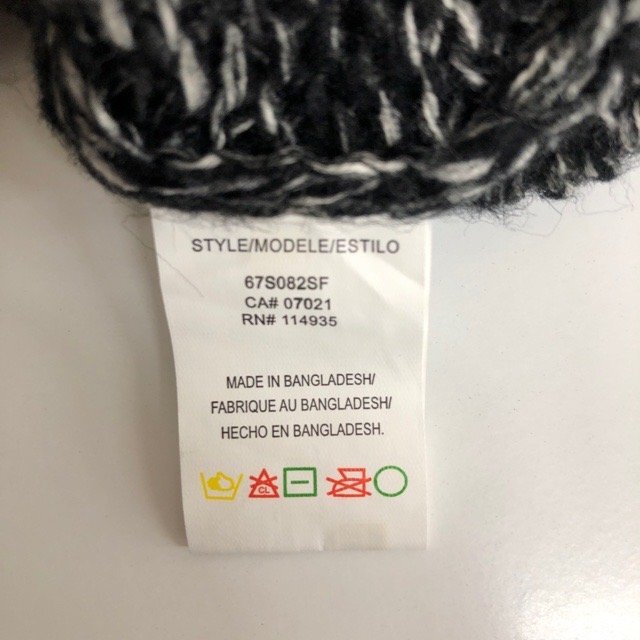 STYLE/MODELE/ESTILO
67S082SF
CA# 07021
RN# 114935
MADE IN BANGLADESH/
FABRIQUE AU BANGLADESH/
HECHO EN BANGLADESH.
CL